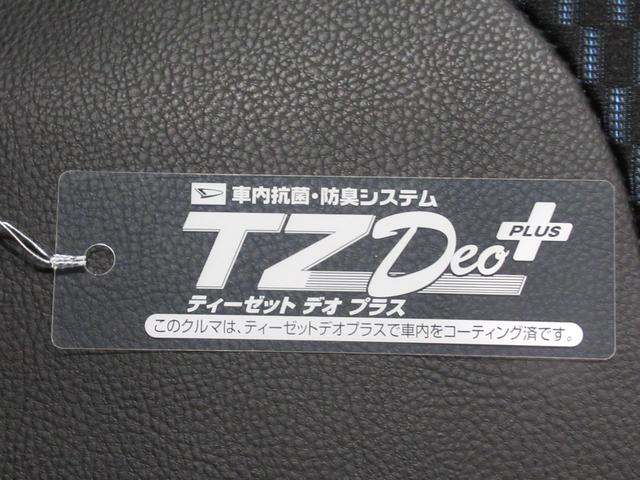 車内抗菌・防臭システム
TZDeo PLUS
ティーゼット デオ プラス
このクルマは、ティーゼットデオプラスで車内をコーティング済です。